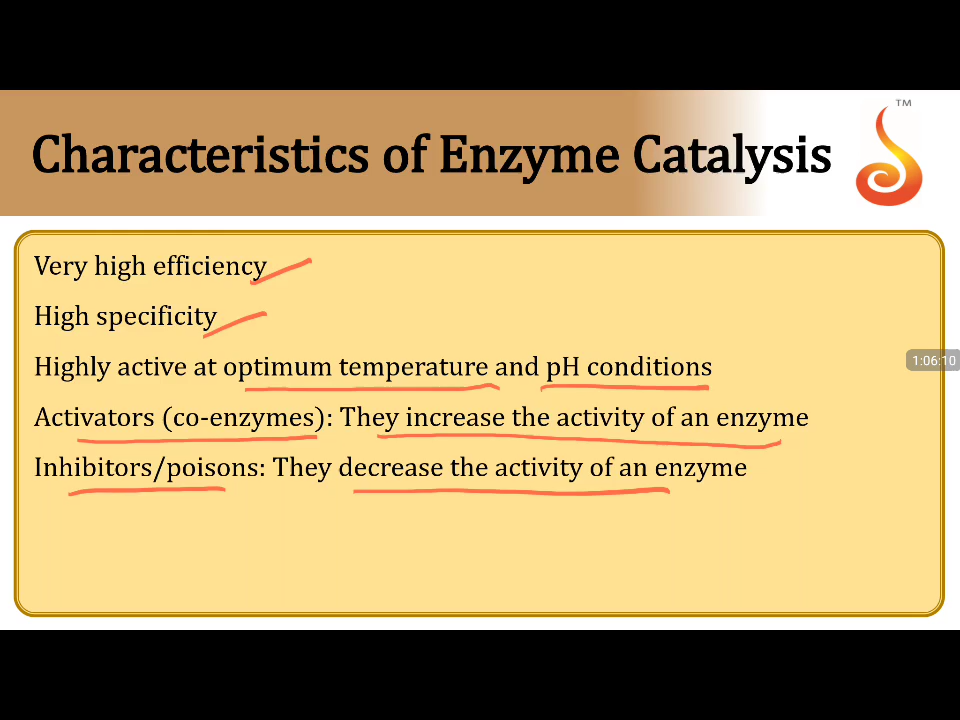 TM
Characteristics of Enzyme Catalysis
Very high efficiency
High specificity
Highly active at optimum temperature and pH conditions
1:06:10
Activators (co-enzymes): They increase the activity of an enzyme
Inhibitors/poisons: They decrease the activity of an enzyme